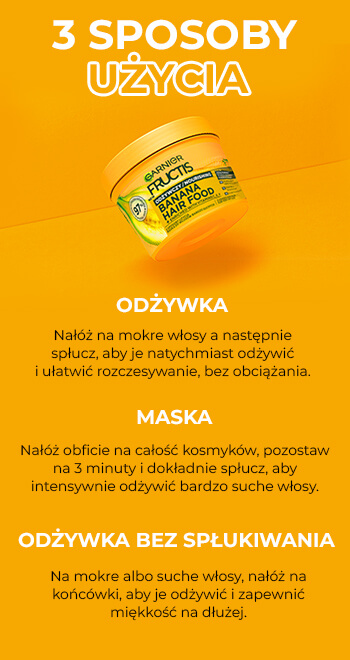 3 SPOSOBY
UŻYCIA
GARNIER
FRUCTIS
ODŻYWCZY/NOURISHING
BANANA
HAIR FOOD
97%
ODŻYWKA
Nałóż na mokre włosy a następnie
spłucz, aby je natychmiast odżywić
i ułatwić rozczesywanie, bez obciążania.
MASKA
Nałóż obficie na całość kosmyków, pozostaw
na 3 minuty i dokładnie spłucz, aby
intensywnie odżywić bardzo suche włosy.
ODŻYWKA BEZ SPŁUKIWANIA
Na mokre albo suche włosy, nałóż na
końcówki, aby je odżywić i zapewnić
miękkość na dłużej.